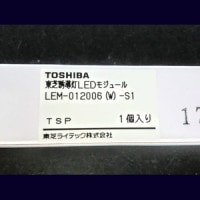 TOSHIBA
東芝誘導灯LEDモジュール
LEM-012006(W)-S1
TSP 1個入り
東芝ライテック株式会社
17